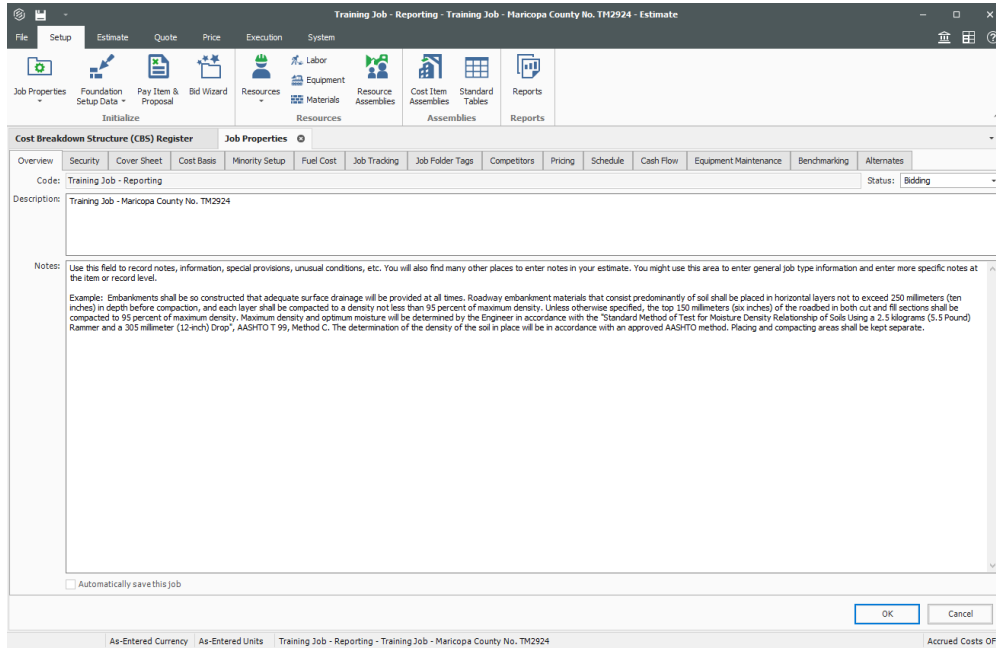 Training Job - Reporting - Training Job - Maricopa County No. TM2924 - Estimate
File Setup Estimate Quote Price Execution System
Job Properties
Foundation Setup Data
Pay Item & Proposal
Bid Wizard
Resources
Labor
Equipment
Materials
Resource Assemblies
Cost Item Assemblies
Standard Tables
Reports
Initialize Resources Assemblies Reports
Cost Breakdown Structure (CBS) Register Job Properties
Overview Security Cover Sheet Cost Basis Minority Setup Fuel Cost Job Tracking Job Folder Tags Competitors Pricing Schedule Cash Flow Equipment Maintenance Benchmarking Alternates
Code: Training Job - Reporting Status: Bidding
Description: Training Job - Maricopa County No. TM2924
Notes: Use this field to record notes, information, special provisions, unusual conditions, etc. You will also find many other places to enter notes in your estimate. You might use this area to enter general job type information and enter more specific notes at
the item or record level.
Example: Embankments shall be so constructed that adequate surface drainage will be provided at all times. Roadway embankment materials that consist predominantly of soil shall be placed in horizontal layers not to exceed 250 millimeters (ten
inches) in depth before compaction, and each layer shall be compacted to a density not less than 95 percent of maximum density. Unless otherwise specified, the top 150 millimeters (six inches) of the roadbed in both cut and fill sections shall be
compacted to 95 percent of maximum density. Maximum density and optimum moisture will be determined by the Engineer in accordance with the "Standard Method of Test for Moisture Density Relationship of Soils Using a 2.5 kilograms (5.5 Pound)
Rammer and a 305 millimeter (12-inch) Drop", AASHTO T 99, Method C. The determination of the density of the soil in place will be in accordance with an approved AASHTO method. Placing and compacting areas shall be kept separate.
Automatically save this job
OK Cancel
As-Entered Currency As-Entered Units Training Job - Reporting - Training Job - Maricopa County No. TM2924 Accrued Costs OF